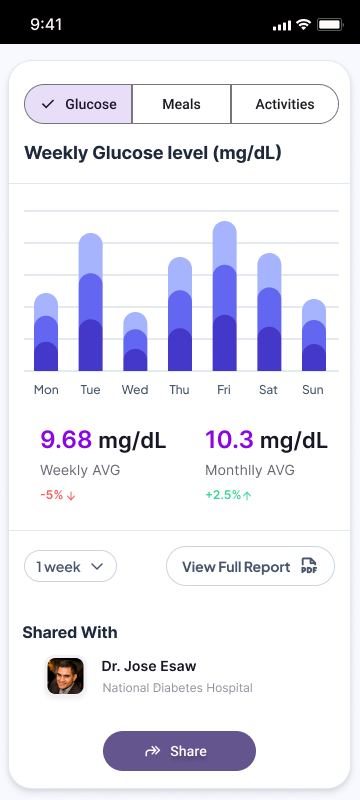 9:41
Glucose Meals Activities
Weekly Glucose level (mg/dL)
Mon Tue Wed Thu Fri Sat Sun
9.68 mg/dL 10.3 mg/dL
Weekly AVG Monthlly AVG
-5% ↓ +2.5%↑
1 week View Full Report PDF
Shared With
Dr. Jose Esaw
National Diabetes Hospital
Share